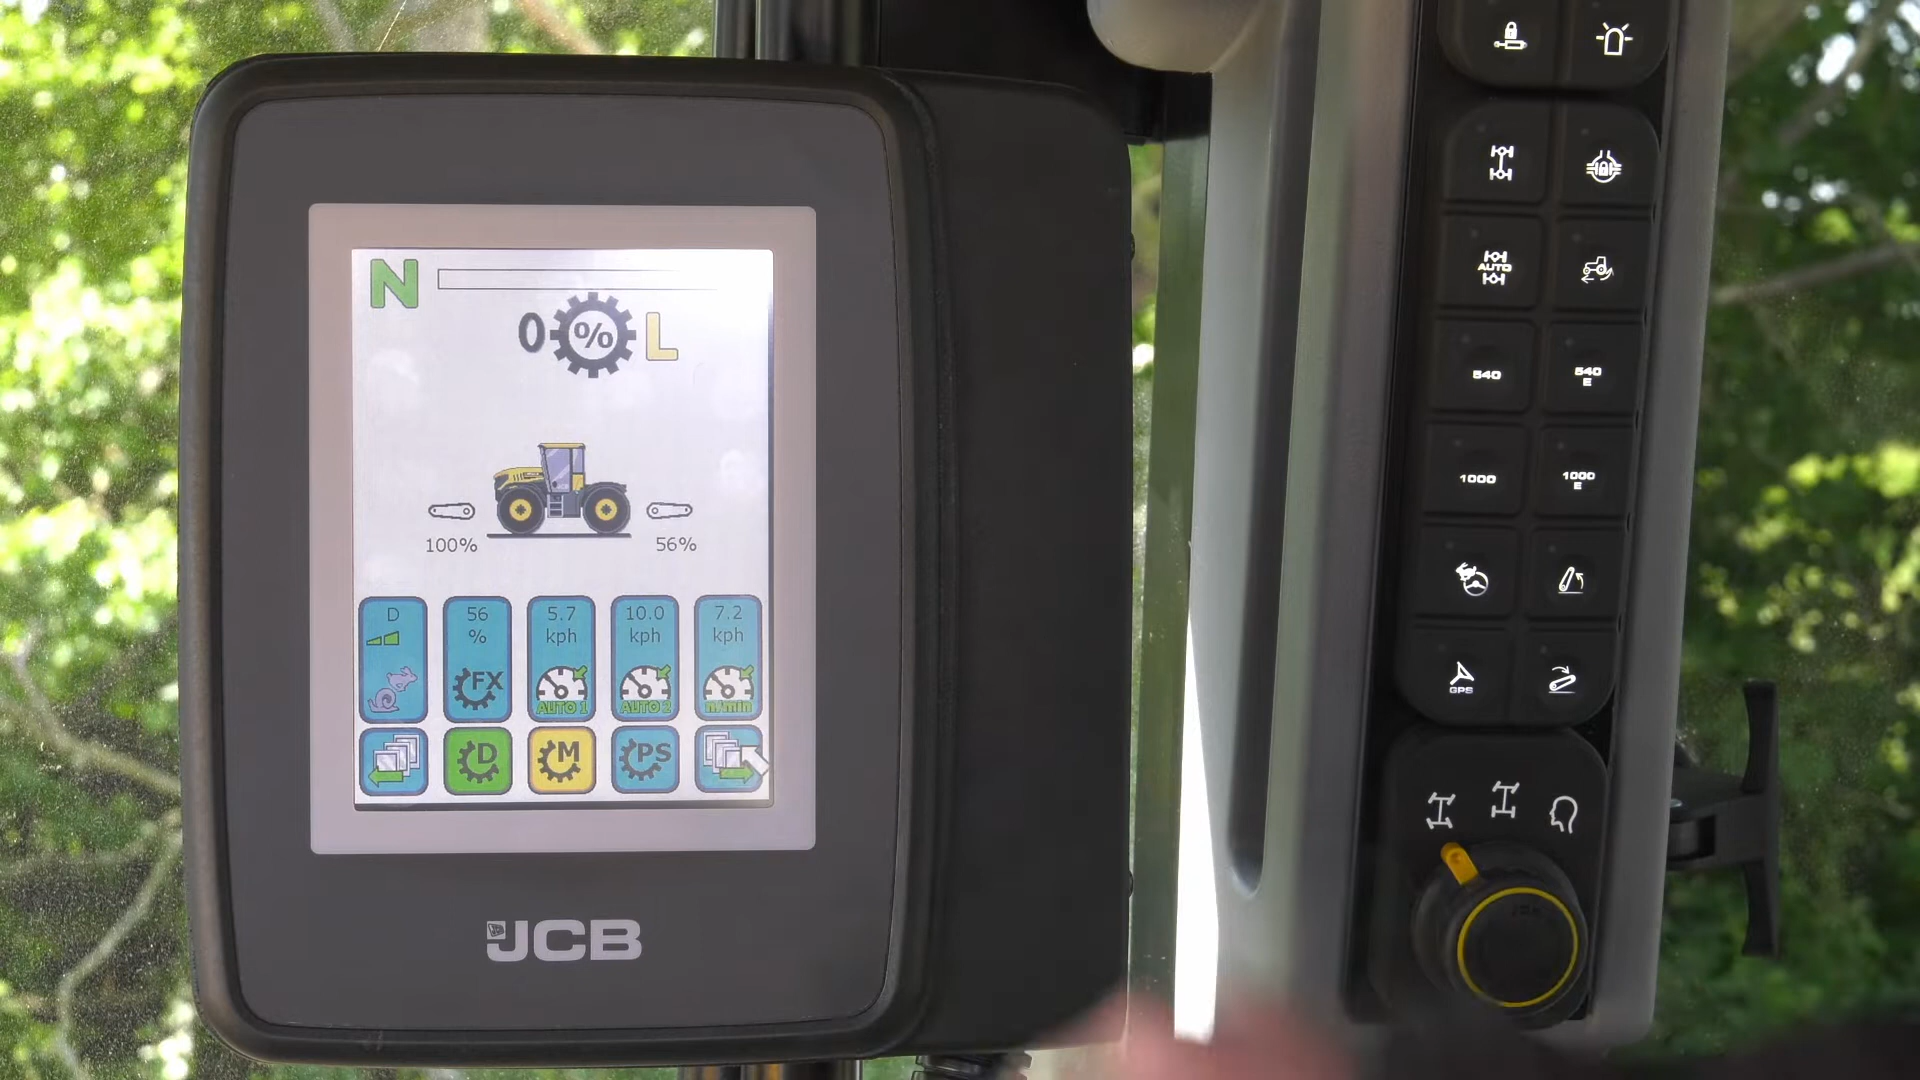 N
0 % L
100% 56%
D 56 % 5.7 kph 10.0 kph 7.2 kph
FX AUTO 1 AUTO 2 n/min
D M PS
JCB
AUTO
540 540 E
1000 1000 E
GPS